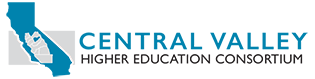 CENTRAL VALLEY
HIGHER EDUCATION CONSORTIUM